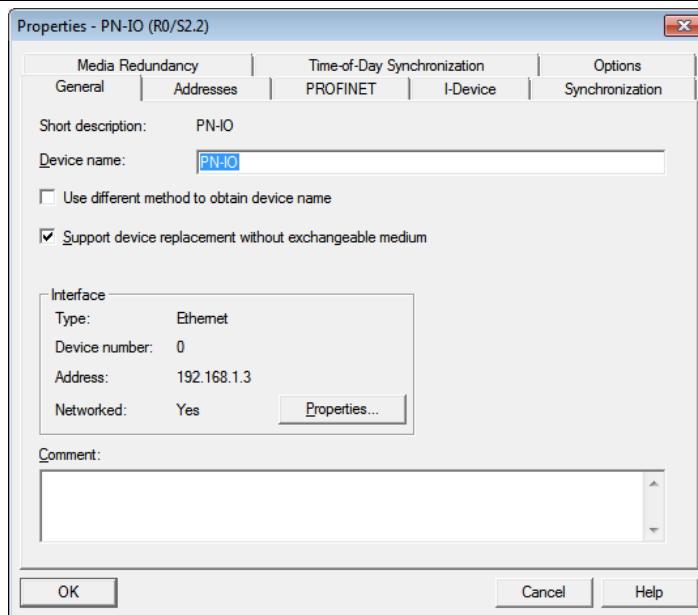 Properties - PN-IO (R0/S2.2)
Media Redundancy Time-of-Day Synchronization Options
General Addresses PROFINET I-Device Synchronization
Short description: PN-IO
Device name: PN-IO
Use different method to obtain device name
Support device replacement without exchangeable medium
Interface
Type: Ethernet
Device number: 0
Address: 192.168.1.3
Networked: Yes Properties...
Comment:
OK Cancel Help